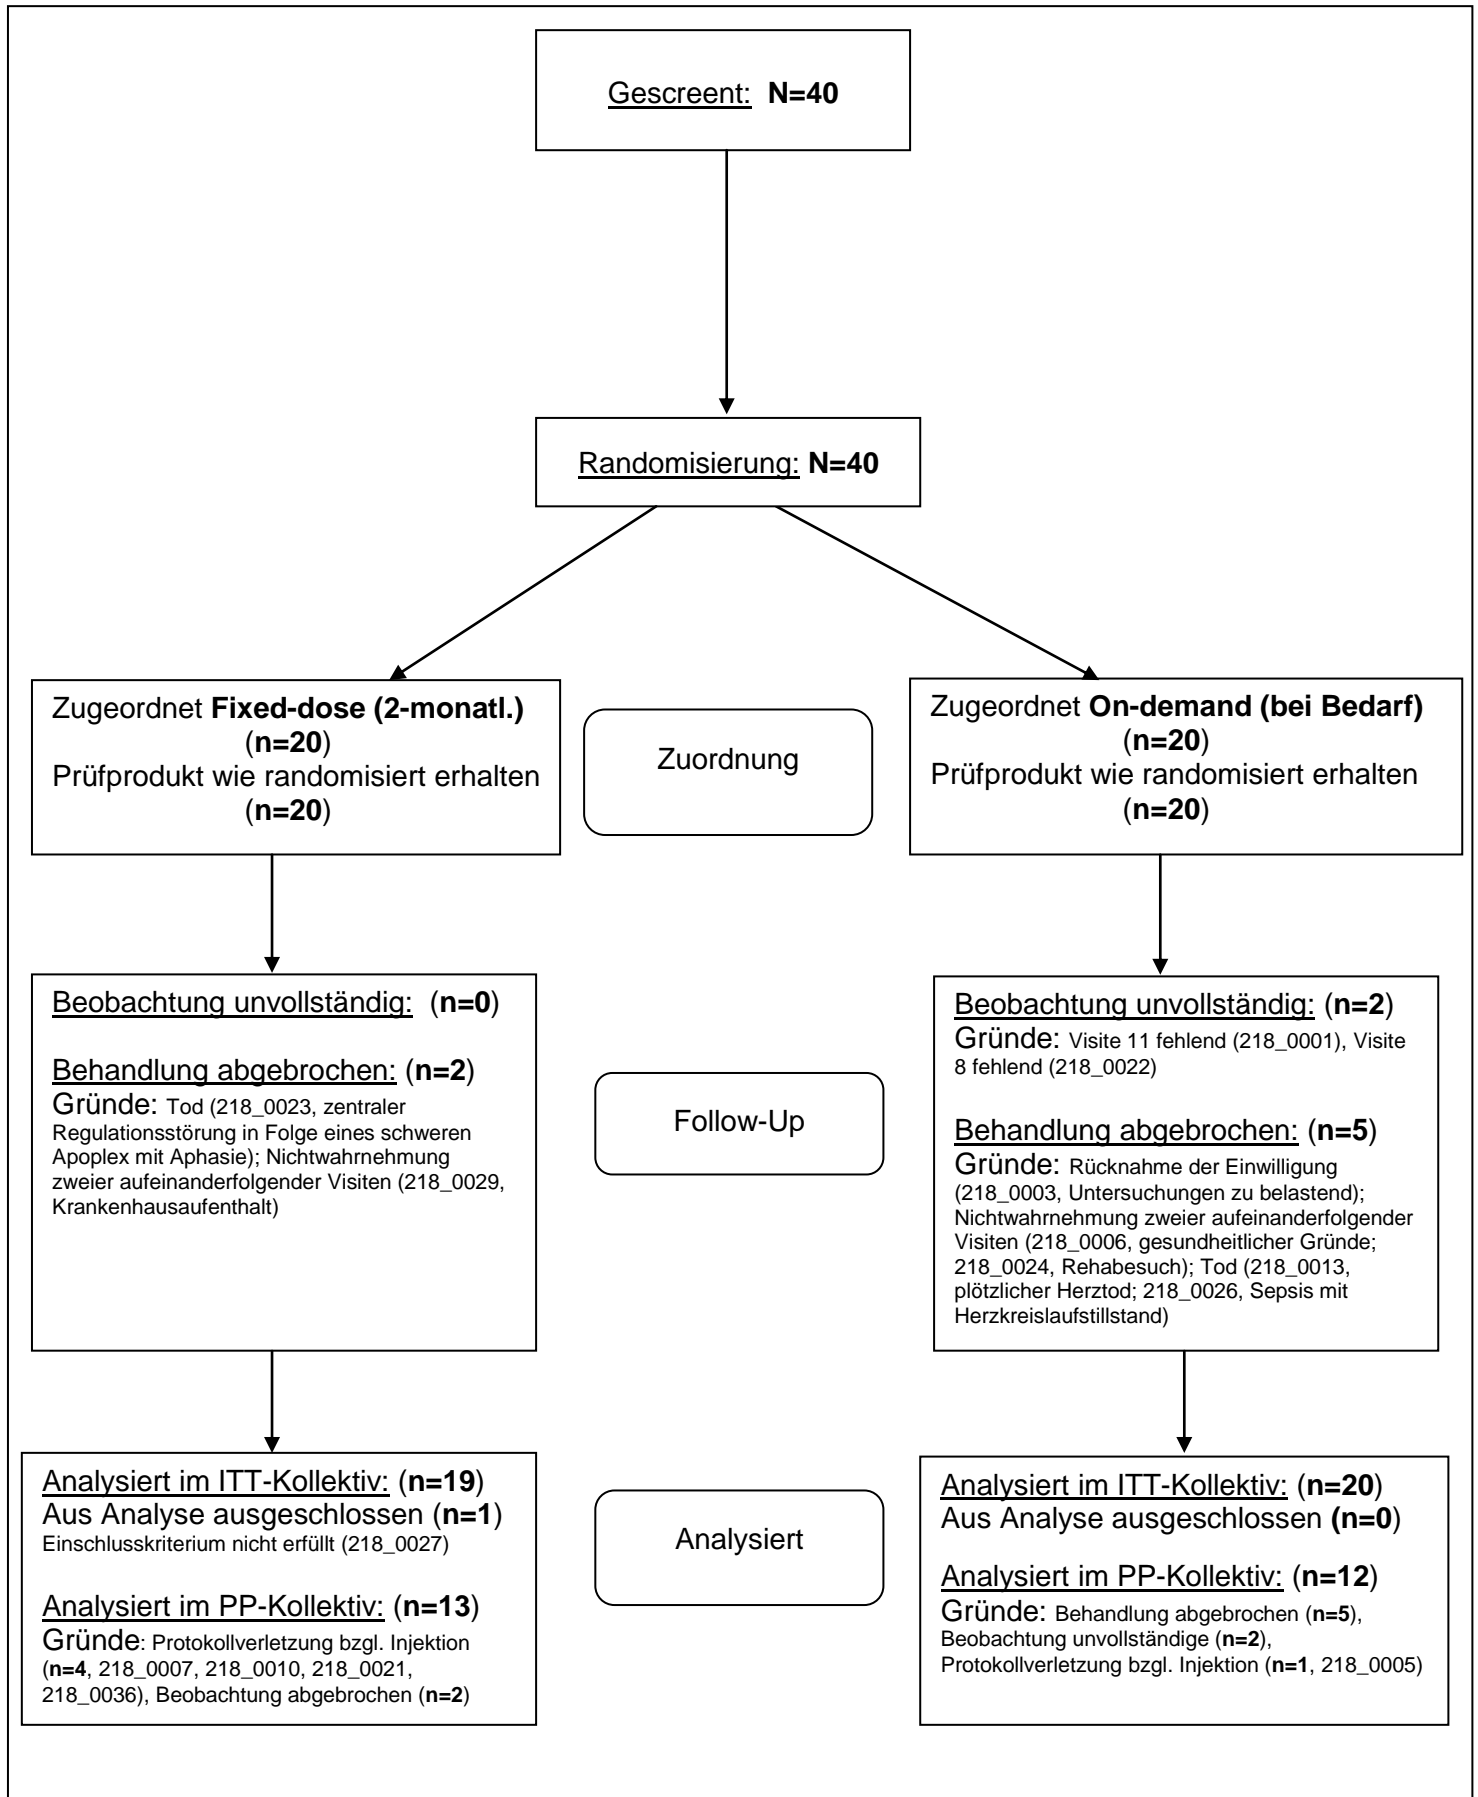 Gescreent: N=40
Randomisierung: N=40
Zugeordnet Fixed-dose (2-monatl.)
(n=20)
Prüfprodukt wie randomisiert erhalten
(n=20)
Zuordnung
Zugeordnet On-demand (bei Bedarf)
(n=20)
Prüfprodukt wie randomisiert erhalten
(n=20)
Beobachtung unvollständig: (n=0)
Behandlung abgebrochen: (n=2)
Gründe: Tod (218_0023, zentraler
Regulationsstörung in Folge eines schweren
Apoplex mit Aphasie); Nichtwahrnehmung
zweier aufeinanderfolgender Visiten (218_0029,
Krankenhausaufenthalt)
Follow-Up
Beobachtung unvollständig: (n=2)
Gründe: Visite 11 fehlend (218_0001), Visite
8 fehlend (218_0022)
Behandlung abgebrochen: (n=5)
Gründe: Rücknahme der Einwilligung
(218_0003, Untersuchungen zu belastend);
Nichtwahrnehmung zweier aufeinanderfolgender
Visiten (218_0006, gesundheitlicher Gründe;
218_0024, Rehabesuch); Tod (218_0013,
plötzlicher Herztod; 218_0026, Sepsis mit
Herzkreislaufstillstand)
Analysiert im ITT-Kollektiv: (n=19)
Aus Analyse ausgeschlossen (n=1)
Einschlusskriterium nicht erfüllt (218_0027)
Analysiert im PP-Kollektiv: (n=13)
Gründe: Protokollverletzung bzgl. Injektion
(n=4, 218_0007, 218_0010, 218_0021,
218_0036), Beobachtung abgebrochen (n=2)
Analysiert
Analysiert im ITT-Kollektiv: (n=20)
Aus Analyse ausgeschlossen (n=0)
Analysiert im PP-Kollektiv: (n=12)
Gründe: Behandlung abgebrochen (n=5),
Beobachtung unvollständige (n=2),
Protokollverletzung bzgl. Injektion (n=1, 218_0005)